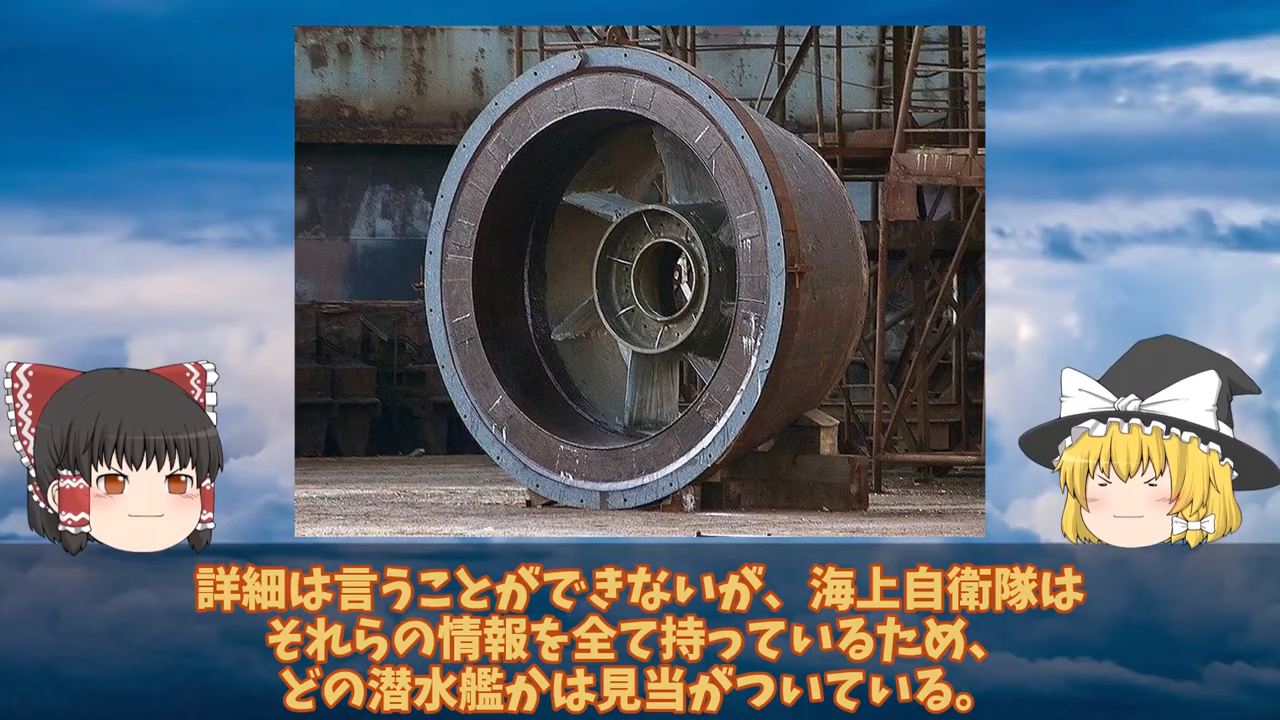 詳細は言うことができないが、海上自衛隊は
それらの情報を全て持っているため、
どの潜水艦かは見当がついている。